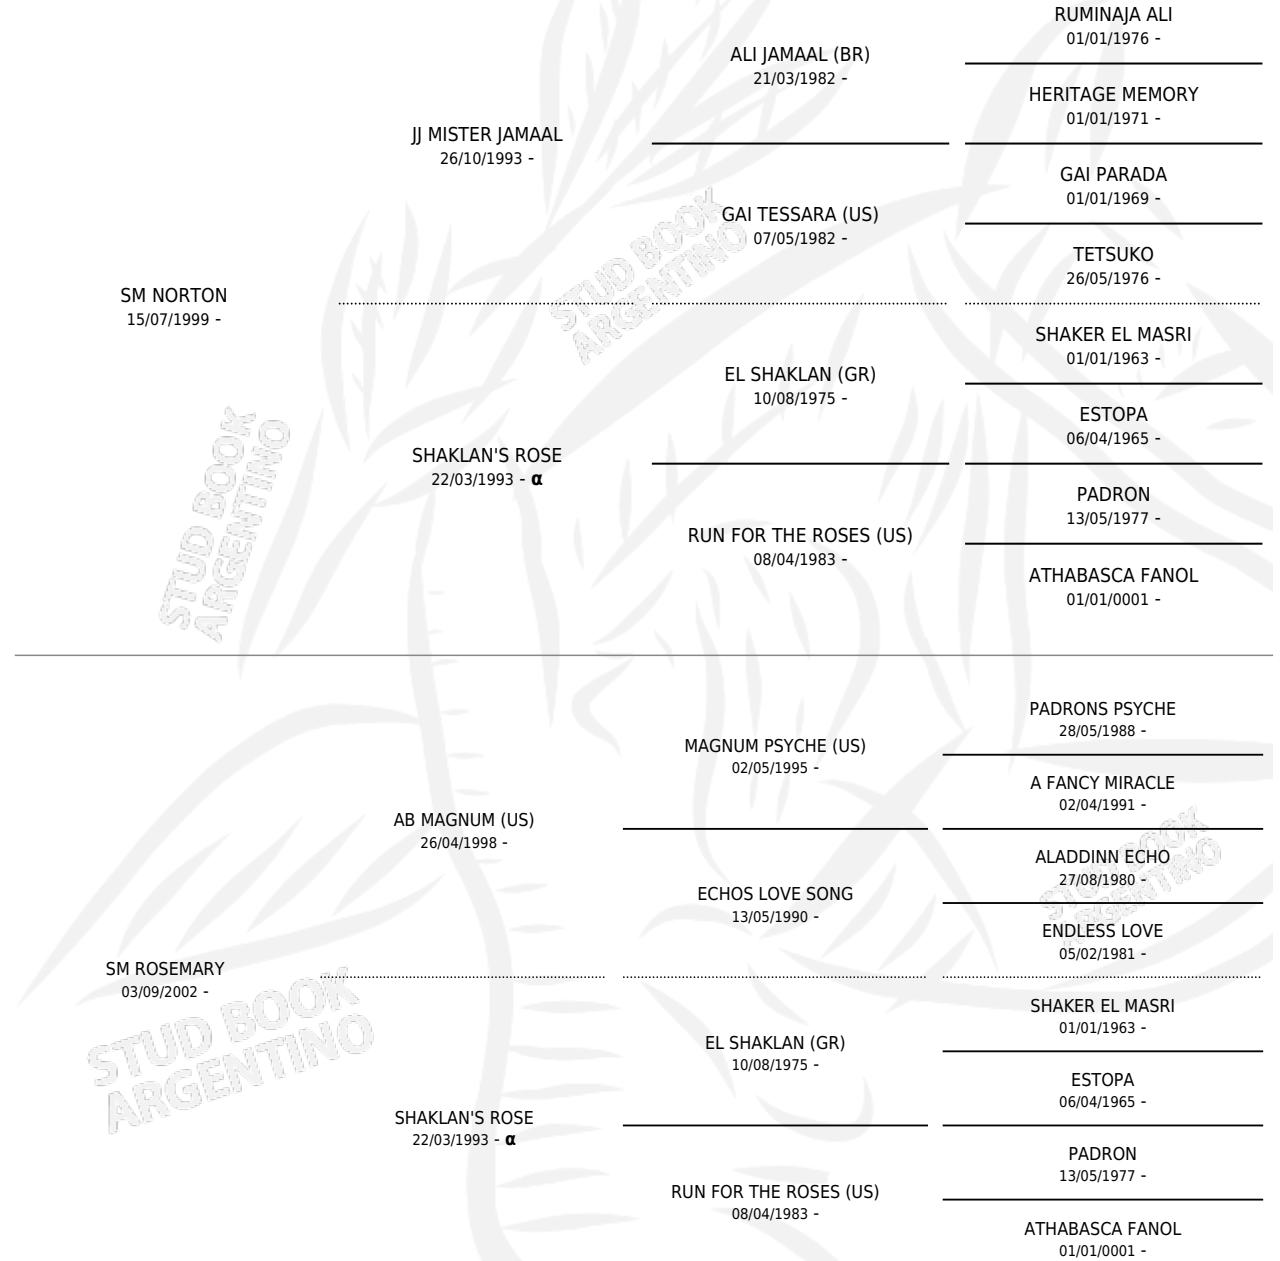 RUMINAJA ALI
01/01/1976 -
ALI JAMAAL (BR)
21/03/1982 -
HERITAGE MEMORY
01/01/1971 -
JJ MISTER JAMAAL
26/10/1993 -
GAI PARADA
01/01/1969 -
GAI TESSARA (US)
07/05/1982 -
TETSUKO
26/05/1976 -
SM NORTON
15/07/1999 -
SHAKER EL MASRI
01/01/1963 -
EL SHAKLAN (GR)
10/08/1975 -
ESTOPA
06/04/1965 -
SHAKLAN'S ROSE
22/03/1993 - α
PADRON
13/05/1977 -
RUN FOR THE ROSES (US)
08/04/1983 -
ATHABASCA FANOL
01/01/0001 -
STUD BOOK
ARGENTINO
STUD BOOK
ARGENTINO
PADRONS PSYCHE
28/05/1988 -
MAGNUM PSYCHE (US)
02/05/1995 -
A FANCY MIRACLE
02/04/1991 -
AB MAGNUM (US)
26/04/1998 -
ALADDINN ECHO
27/08/1980 -
ECHOS LOVE SONG
13/05/1990 -
ENDLESS LOVE
05/02/1981 -
SM ROSEMARY
03/09/2002 -
SHAKER EL MASRI
01/01/1963 -
EL SHAKLAN (GR)
10/08/1975 -
ESTOPA
06/04/1965 -
SHAKLAN'S ROSE
22/03/1993 - α
PADRON
13/05/1977 -
RUN FOR THE ROSES (US)
08/04/1983 -
ATHABASCA FANOL
01/01/0001 -
STUD BOOK
ARGENTINO
STUD BOOK
ARGENTINO